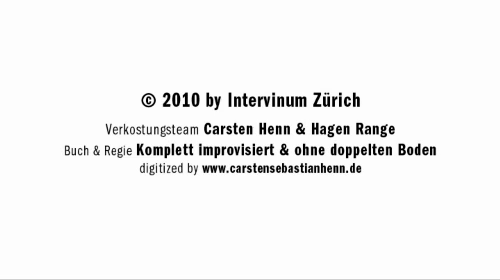 © 2010 by Intervinum Zürich
Verkostungsteam Carsten Henn & Hagen Range
Buch & Regie Komplett improvisiert & ohne doppelten Boden
digitized by www.carstensebastianhenn.de